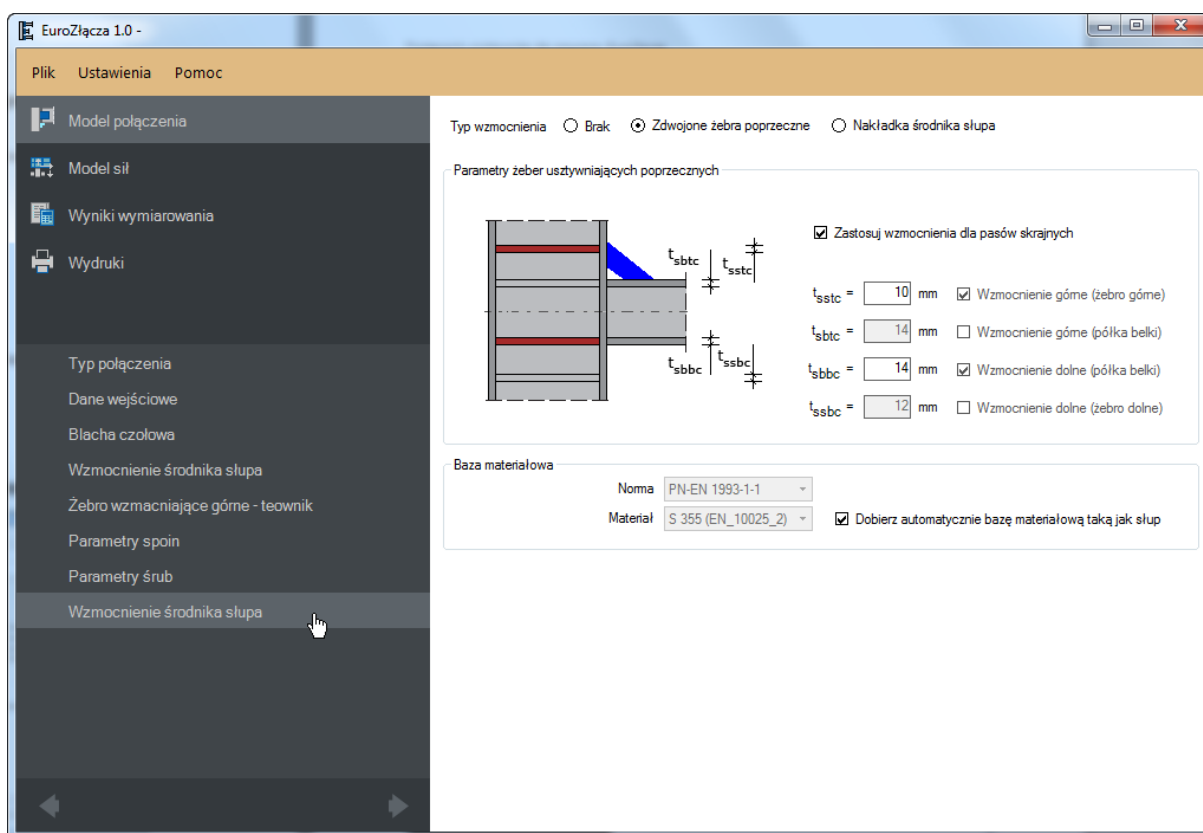 EuroZłącza 1.0 -
Plik Ustawienia Pomoc
Model połączenia
Model sił
Wyniki wymiarowania
Wydruki
Typ połączenia
Dane wejściowe
Blacha czołowa
Wzmocnienie środnika słupa
Żebro wzmacniające górne - teownik
Parametry spoin
Parametry śrub
Wzmocnienie środnika słupa
Typ wzmocnienia Brak Zdwojone żebra poprzeczne Nakładka środnika słupa
Parametry żeber usztywniających poprzecznych
tsbtc tsstc
tsbbc tssbc
Zastosuj wzmocnienia dla pasów skrajnych
tsstc = 10 mm Wzmocnienie górne (żebro górne)
tsbtc = 14 mm Wzmocnienie górne (półka belki)
tsbbc = 14 mm Wzmocnienie dolne (półka belki)
tssbc = 12 mm Wzmocnienie dolne (żebro dolne)
Baza materiałowa
Norma PN-EN 1993-1-1
Materiał S 355 (EN_10025_2) Dobierz automatycznie bazę materiałową taką jak słup